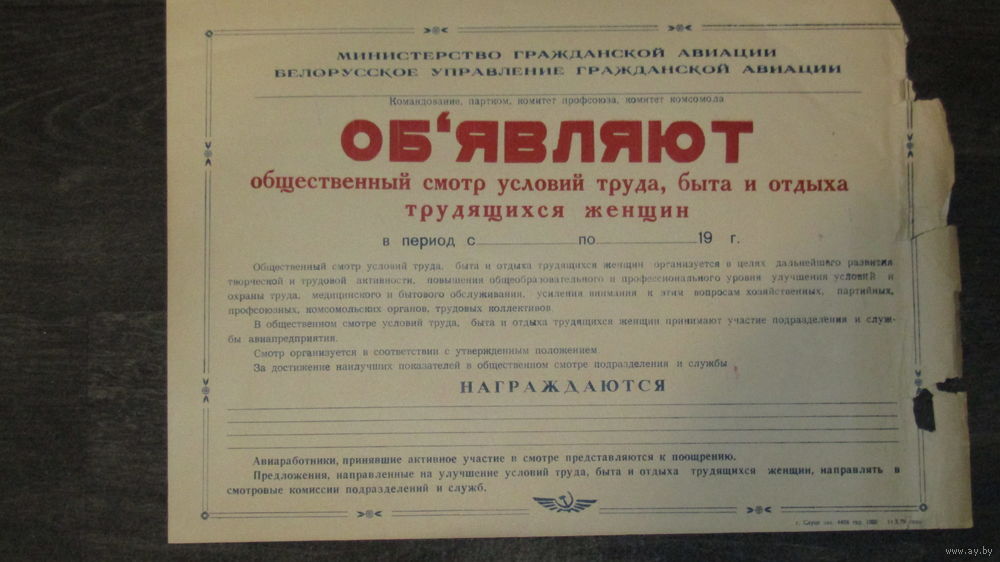 МИНИСТЕРСТВО ГРАЖДАНСКОЙ АВИАЦИИ
БЕЛОРУССКОЕ УПРАВЛЕНИЕ ГРАЖДАНСКОЙ АВИАЦИИ
Командование, партком, комитет профсоюза, комитет комсомола
ОБ‘ЯВЛЯЮТ
общественный смотр условий труда, быта и отдыха
трудящихся женщин
в период с по 19 г.
Общественный смотр условий труда, быта и отдыха трудящихся женщин организуется в целях дальнейшего развития
творческой и трудовой активности, повышения общеобразовательного и профессионального уровня улучшения условий и
охраны труда, медицинского и бытового обслуживания, усиления внимания к этим вопросам хозяйственных, партийных,
профсоюзных, комсомольских органов, трудовых коллективов.
В общественном смотре условий труда, быта и отдыха трудящихся женщин принимают участие подразделения и служ-
бы авиапредприятия.
Смотр организуется в соответствии с утвержденным положением
За достижение наилучших показателей в общественном смотре подразделения и службы
НАГРАЖДАЮТСЯ
Авиаработники, принявшие активное участие в смотре представляются к поощрению.
Предложения, направленные на улучшение условий труда, быта и отдыха трудящихся женщин, направлять в
смотровые комиссии подразделений и служб.
г. Слуцк зак.
www.ay.by